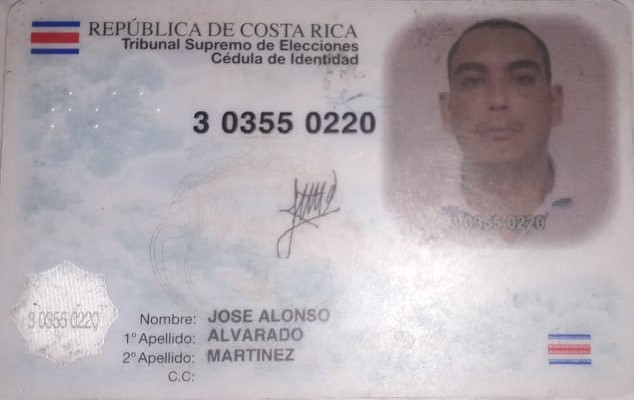 REPÚBLICA DE COSTA RICA
Tribunal Supremo de Elecciones
Cédula de Identidad
3 0355 0220
3 0355 0220
3 0355 0220
Nombre: JOSE ALONSO
1° Apellido: ALVARADO
2° Apellido: MARTINEZ
C.C: